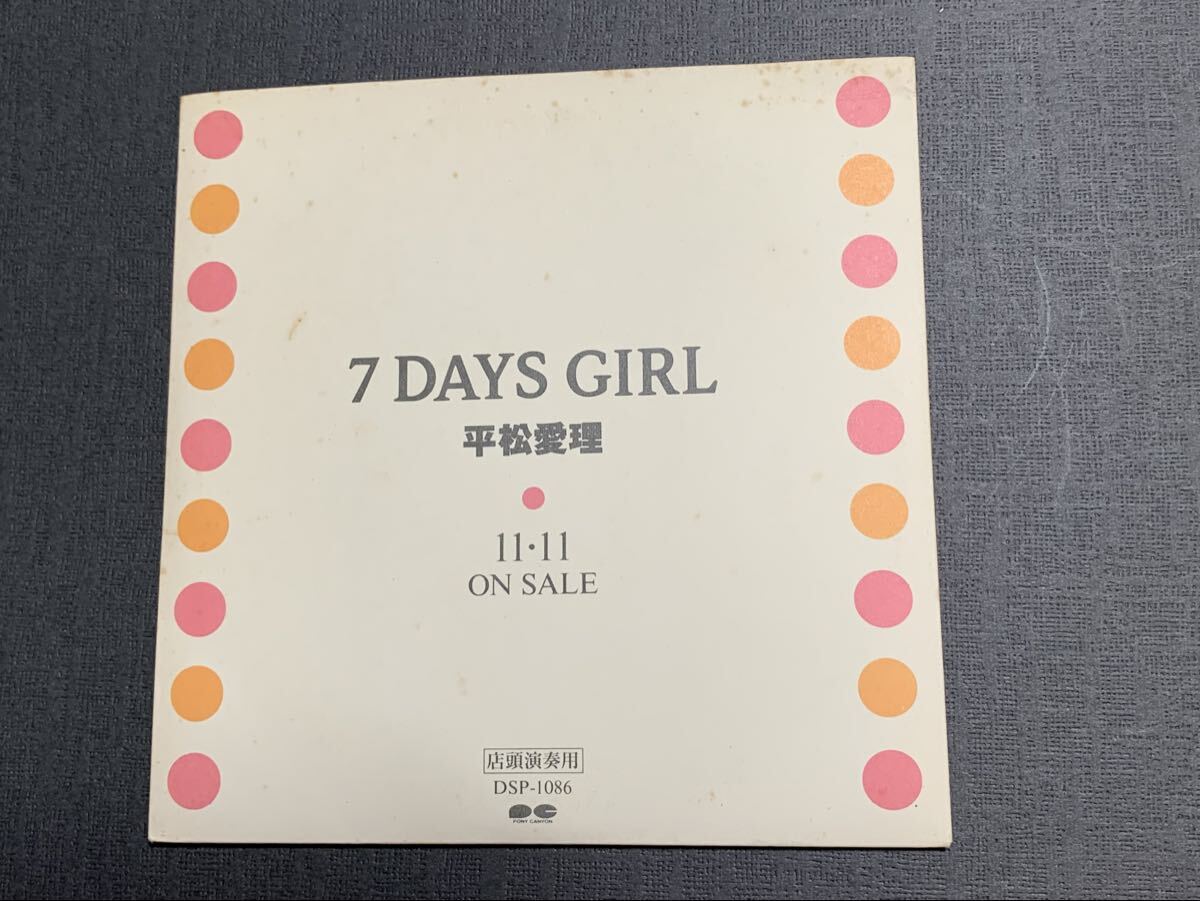 7 DAYS GIRL
平松愛理
11・11
ON SALE
店頭演奏用
DSP-1086
PONY CANYON